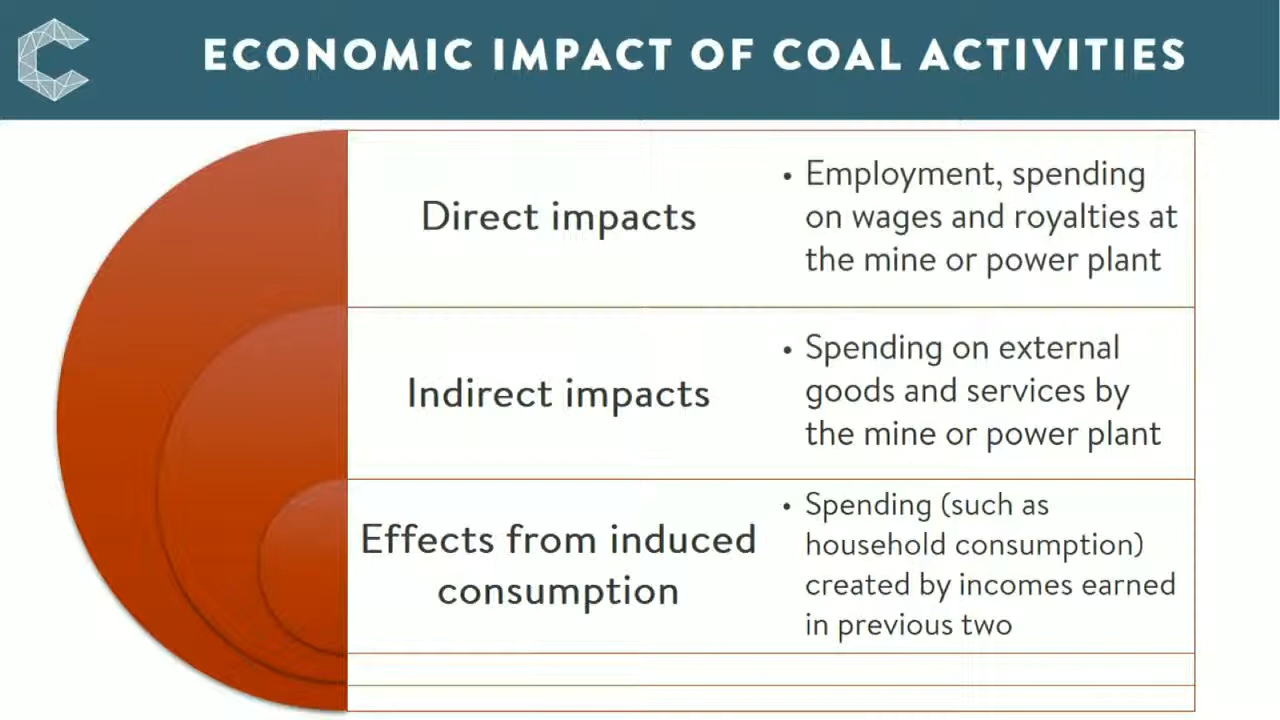 ECONOMIC IMPACT OF COAL ACTIVITIES
Direct impacts
• Employment, spending
on wages and royalties at
the mine or power plant
Indirect impacts
• Spending on external
goods and services by
the mine or power plant
Effects from induced
consumption
• Spending (such as
household consumption)
created by incomes earned
in previous two